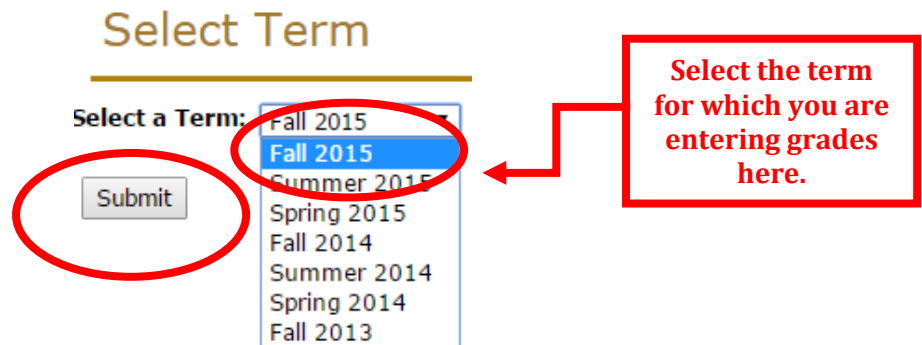 Select Term
Select a Term: Fall 2015
Fall 2015
Summer 2015
Spring 2015
Fall 2014
Summer 2014
Spring 2014
Fall 2013
Submit
Select the term
for which you are
entering grades
here.